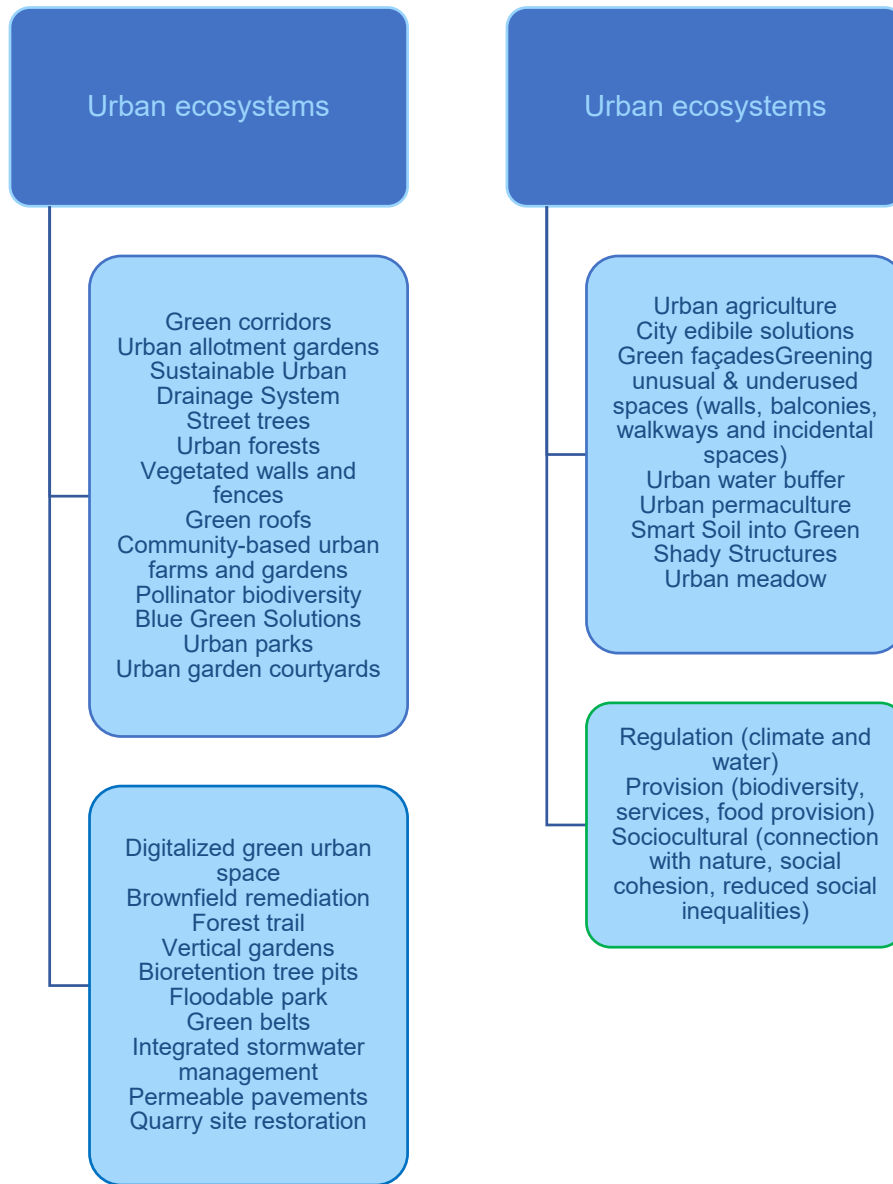 Urban ecosystems
Green corridors
Urban allotment gardens
Sustainable Urban
Drainage System
Street trees
Urban forests
Vegetated walls and
fences
Green roofs
Community-based urban
farms and gardens
Pollinator biodiversity
Blue Green Solutions
Urban parks
Urban garden courtyards
Digitalized green urban
space
Brownfield remediation
Forest trail
Vertical gardens
Bioretention tree pits
Floodable park
Green belts
Integrated stormwater
management
Permeable pavements
Quarry site restoration
Urban ecosystems
Urban agriculture
City edibile solutions
Green façadesGreening
unusual & underused
spaces (walls, balconies,
walkways and incidental
spaces)
Urban water buffer
Urban permaculture
Smart Soil into Green
Shady Structures
Urban meadow
Regulation (climate and
water)
Provision (biodiversity,
services, food provision)
Sociocultural (connection
with nature, social
cohesion, reduced social
inequalities)